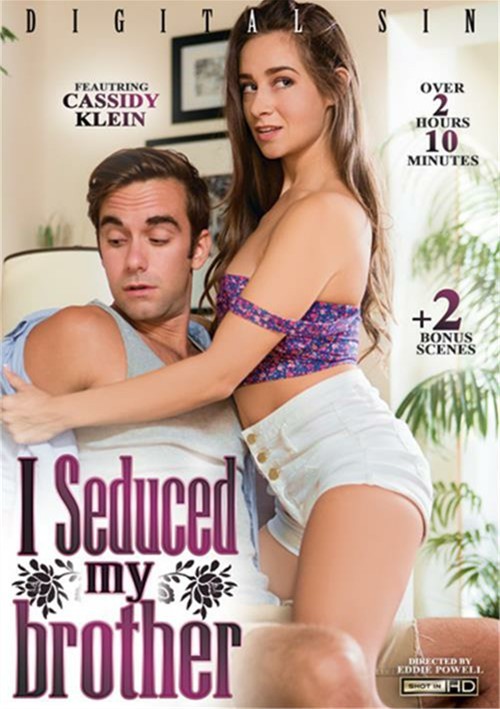 DIGITAL SIN
FEAUTRING
CASSIDY
KLEIN
OVER
2
HOURS
10
MINUTES
+2
BONUS
SCENES
I Seduced
my
brother
DIRECTED BY
EDDIE POWELL
SHOT IN HD